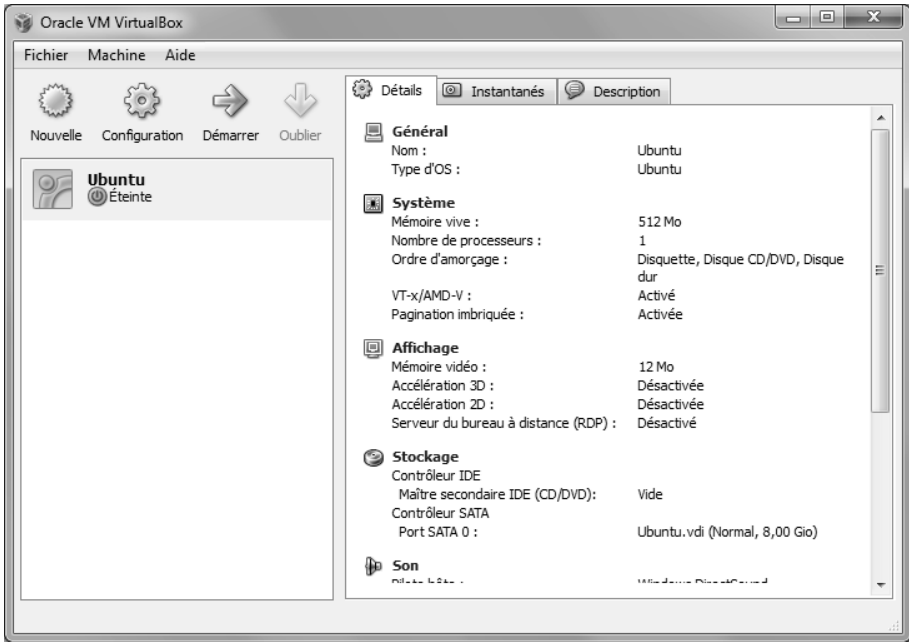 Oracle VM VirtualBox
Fichier Machine Aide
Nouvelle Configuration Démarrer Oublier
Ubuntu
Éteinte
Détails Instantanés Description
Général
Nom : Ubuntu
Type d'OS : Ubuntu
Système
Mémoire vive : 512 Mo
Nombre de processeurs : 1
Ordre d'amorçage : Disquette, Disque CD/DVD, Disque
dur
VT-x/AMD-V : Activé
Pagination imbriquée : Activée
Affichage
Mémoire vidéo : 12 Mo
Accélération 3D : Désactivée
Accélération 2D : Désactivée
Serveur du bureau à distance (RDP) : Désactivé
Stockage
Contrôleur IDE
Maître secondaire IDE (CD/DVD): Vide
Contrôleur SATA
Port SATA 0 : Ubuntu.vdi (Normal, 8,00 Gio)
Son
Pilote hôte : Windows DirectSound